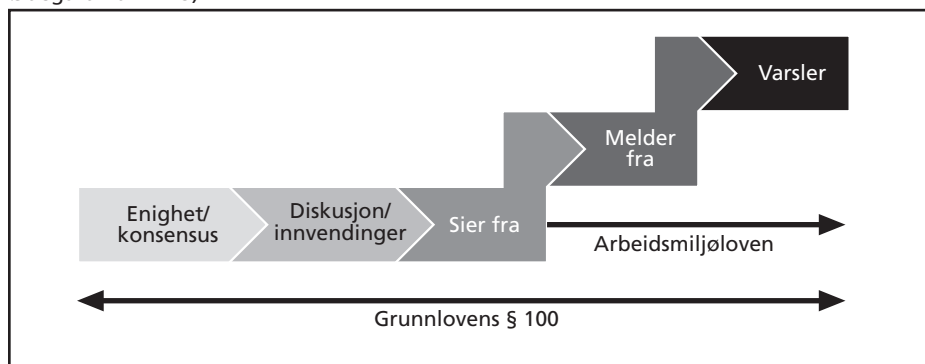 Varsler
Melder
fra
Enighet/
konsensus
Diskusjon/
innvendinger
Sier fra
Arbeidsmiljøloven
Grunnlovens § 100